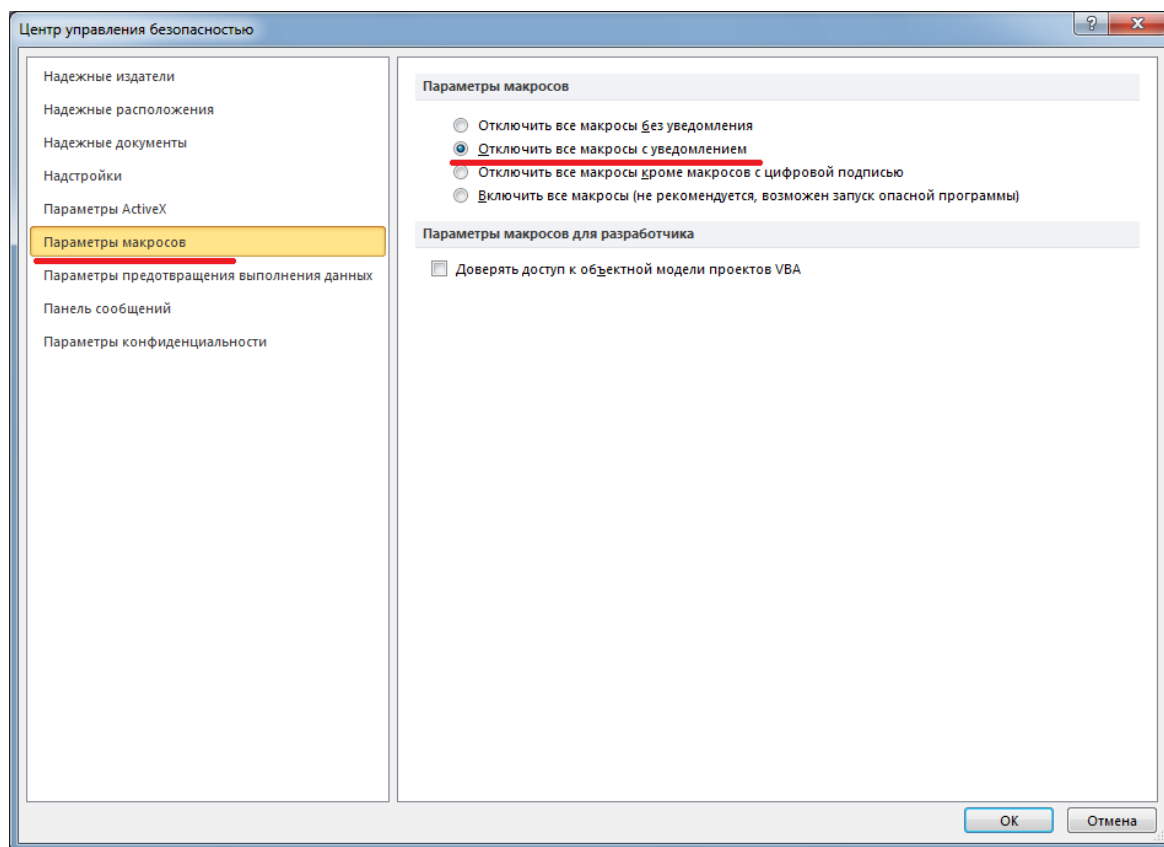 Центр управления безопасностью
Надежные издатели
Надежные расположения
Надежные документы
Надстройки
Параметры ActiveX
Параметры макросов
Параметры предотвращения выполнения данных
Панель сообщений
Параметры конфиденциальности
Параметры макросов
Отключить все макросы без уведомления
Отключить все макросы с уведомлением
Отключить все макросы кроме макросов с цифровой подписью
Включить все макросы (не рекомендуется, возможен запуск опасной программы)
Параметры макросов для разработчика
Доверять доступ к объектной модели проектов VBA
ОК
Отмена